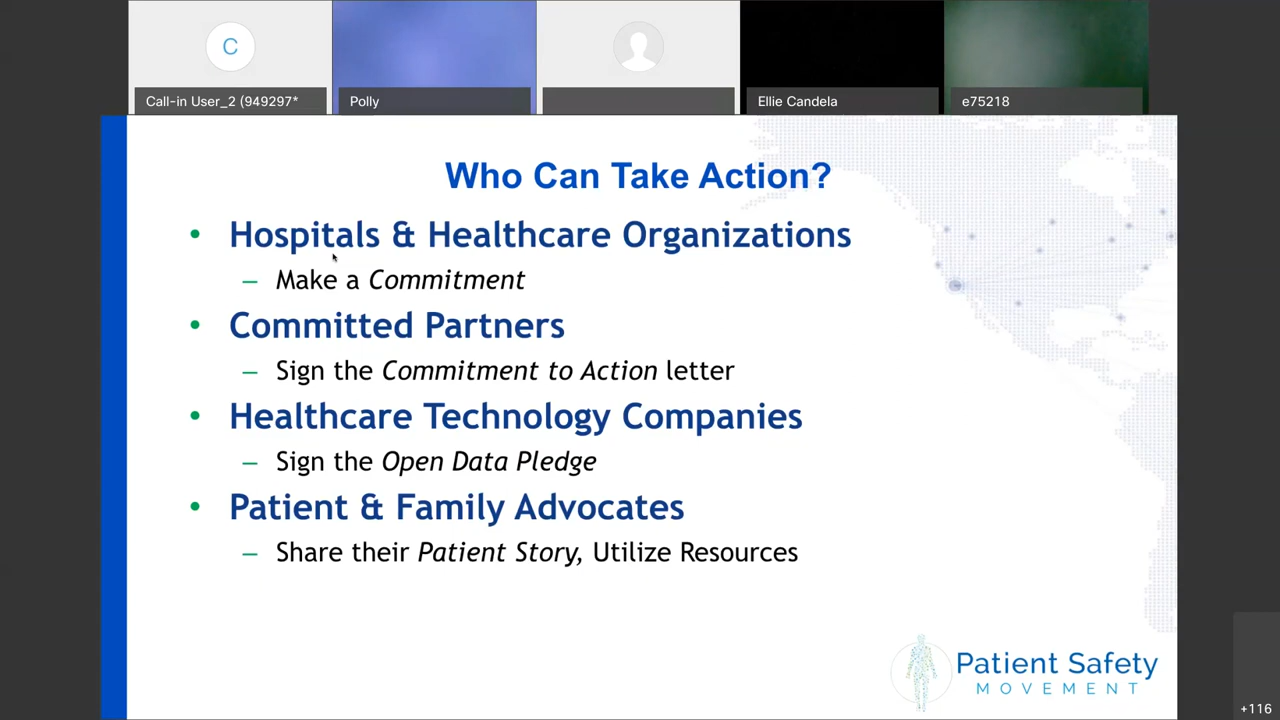 C
Call-in User_2 (949297*
Polly
Ellie Candela
e75218
Who Can Take Action?
• Hospitals & Healthcare Organizations
– Make a Commitment
• Committed Partners
– Sign the Commitment to Action letter
• Healthcare Technology Companies
– Sign the Open Data Pledge
• Patient & Family Advocates
– Share their Patient Story, Utilize Resources
Patient Safety
MOVEMENT
+116